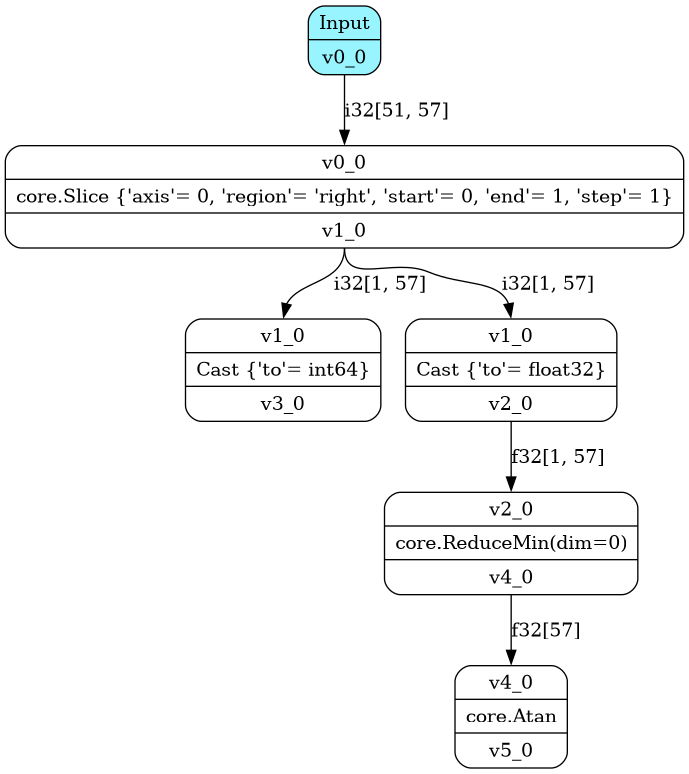 Input
v0_0
i32[51, 57]
v0_0
core.Slice {'axis'= 0, 'region'= 'right', 'start'= 0, 'end'= 1, 'step'= 1}
v1_0
i32[1, 57]
i32[1, 57]
v1_0
Cast {'to'= int64}
v3_0
v1_0
Cast {'to'= float32}
v2_0
f32[1, 57]
v2_0
core.ReduceMin(dim=0)
v4_0
f32[57]
v4_0
core.Atan
v5_0